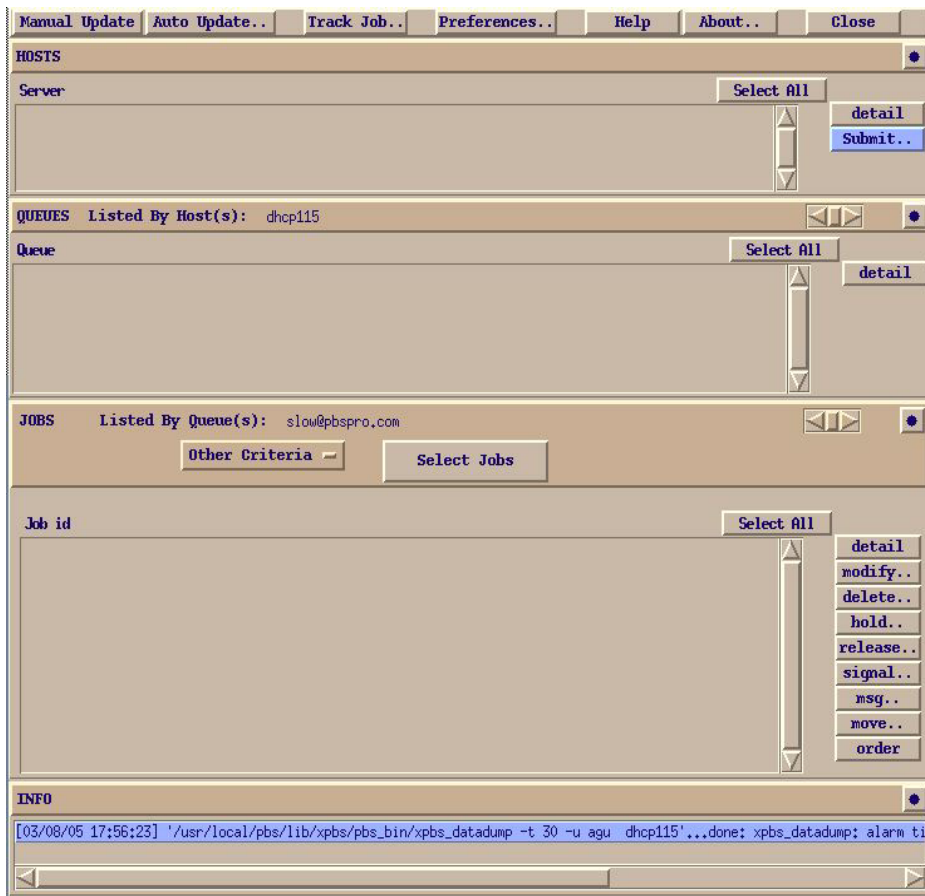 Manual Update Auto Update.. Track Job.. Preferences.. Help About.. Close
HOSTS
Server Select All
detail
Submit..
QUEUES Listed By Host(s): dhcp115
Queue Select All
detail
JOBS Listed By Queue(s): slow@pbspro.com
Other Criteria Select Jobs
Job id Select All
detail
modify..
delete..
hold..
release..
signal..
msg..
move..
order
INFO
[03/08/05 17:56:23] '/usr/local/pbs/lib/xpbs/pbs_bin/xpbs_datadump -t 30 -u agu dhcp115'...done: xpbs_datadump: alarm ti